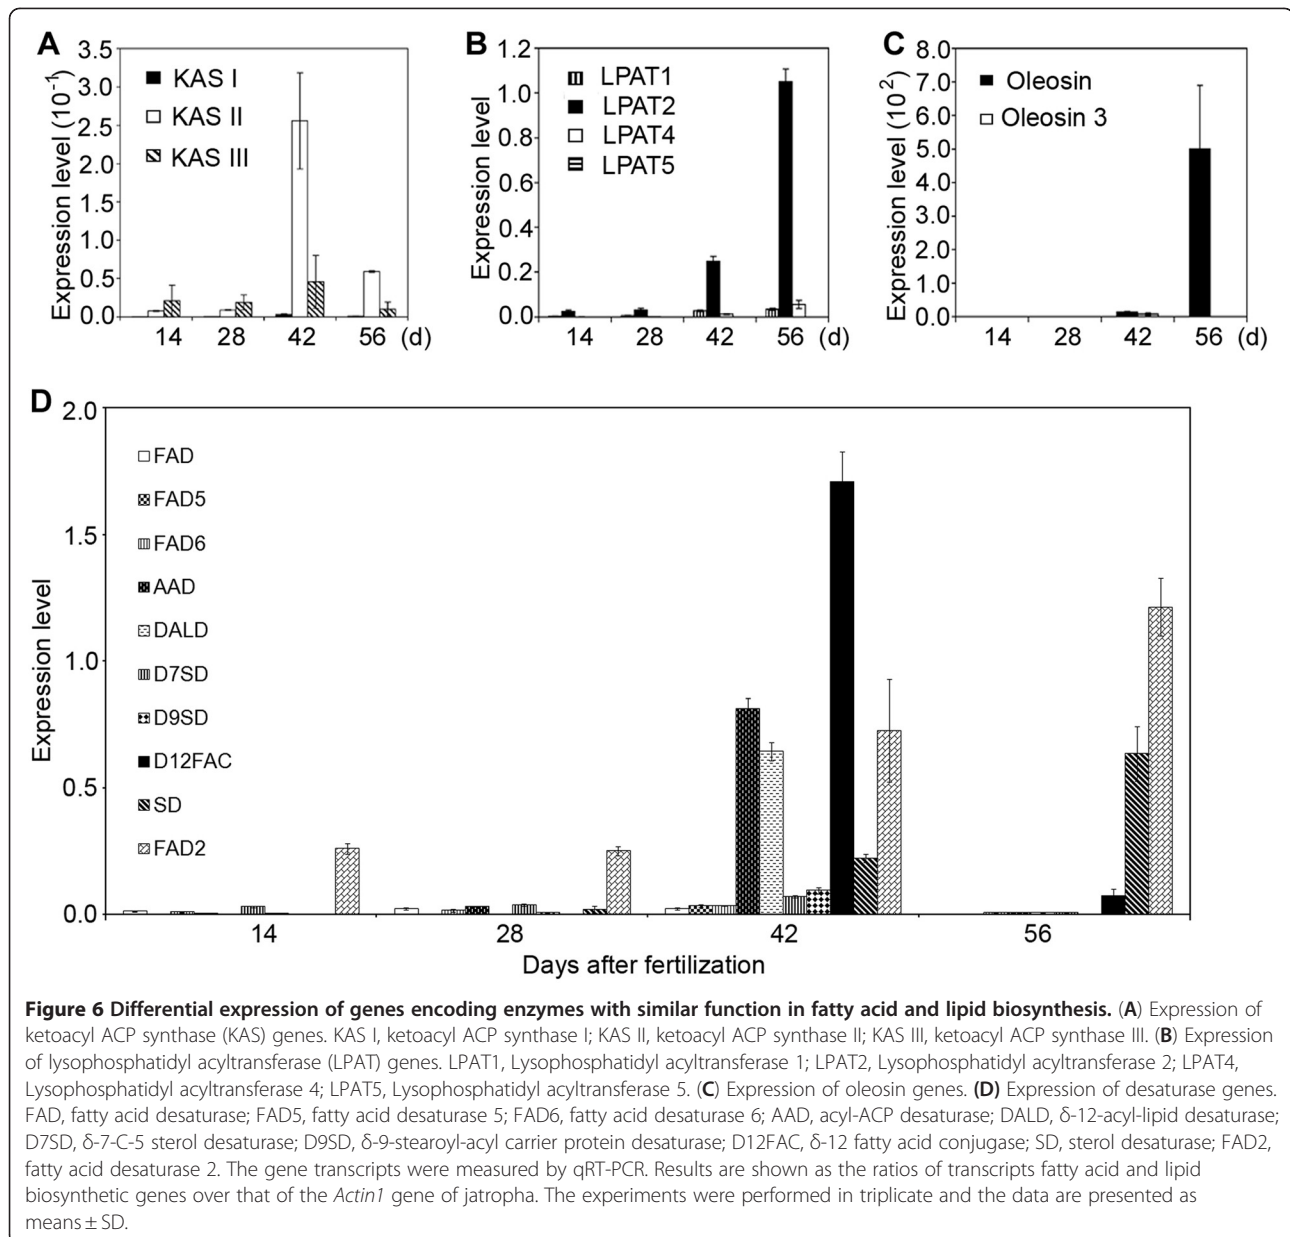 A
Expression level (10⁻¹)
3.5
3.0
2.5
2.0
1.5
1.0
0.5
0.0
KAS I
KAS II
KAS III
14 28 42 56 (d)
B
Expression level
1.2
1.0
0.8
0.6
0.4
0.2
0.0
LPAT1
LPAT2
LPAT4
LPAT5
14 28 42 56 (d)
C
Expression level (10²)
8.0
7.0
6.0
5.0
4.0
3.0
2.0
1.0
0.0
Oleosin
Oleosin 3
14 28 42 56 (d)
D
Expression level
2.0
1.5
1.0
0.5
0.0
FAD
FAD5
FAD6
AAD
DALD
D7SD
D9SD
D12FAC
SD
FAD2
14 28 42 56
Days after fertilization
Figure 6 Differential expression of genes encoding enzymes with similar function in fatty acid and lipid biosynthesis. (A) Expression of
ketoacyl ACP synthase (KAS) genes. KAS I, ketoacyl ACP synthase I; KAS II, ketoacyl ACP synthase II; KAS III, ketoacyl ACP synthase III. (B) Expression
of lysophosphatidyl acyltransferase (LPAT) genes. LPAT1, Lysophosphatidyl acyltransferase 1; LPAT2, Lysophosphatidyl acyltransferase 2; LPAT4,
Lysophosphatidyl acyltransferase 4; LPAT5, Lysophosphatidyl acyltransferase 5. (C) Expression of oleosin genes. (D) Expression of desaturase genes.
FAD, fatty acid desaturase; FAD5, fatty acid desaturase 5; FAD6, fatty acid desaturase 6; AAD, acyl-ACP desaturase; DALD, δ-12-acyl-lipid desaturase;
D7SD, δ-7-C-5 sterol desaturase; D9SD, δ-9-stearoyl-acyl carrier protein desaturase; D12FAC, δ-12 fatty acid conjugase; SD, sterol desaturase; FAD2,
fatty acid desaturase 2. The gene transcripts were measured by qRT-PCR. Results are shown as the ratios of transcripts fatty acid and lipid
biosynthetic genes over that of the Actin1 gene of jatropha. The experiments were performed in triplicate and the data are presented as
means ± SD.